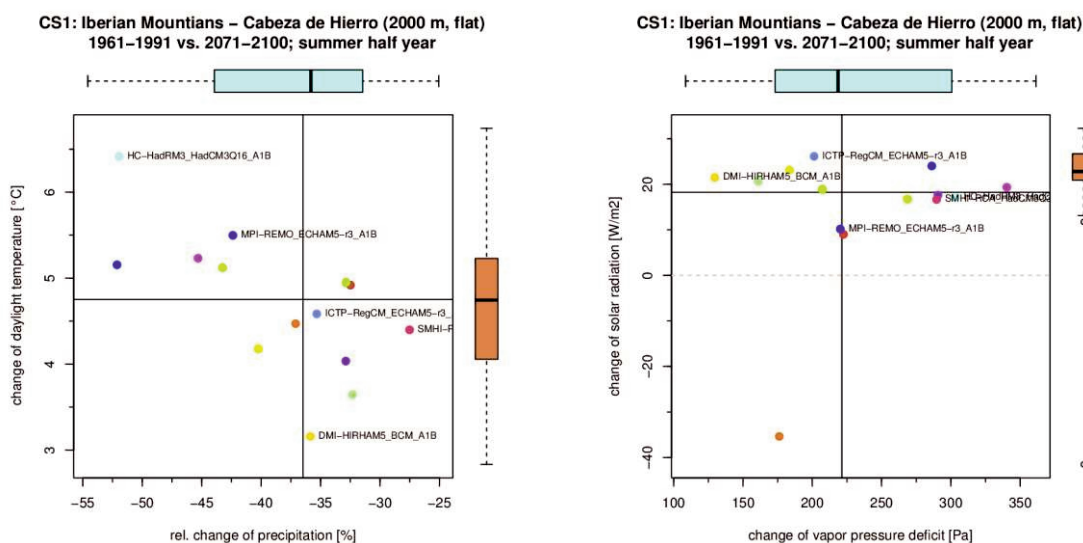 CS1: Iberian Mountians – Cabeza de Hierro (2000 m, flat)
1961–1991 vs. 2071–2100; summer half year
change of daylight temperature [°C]
6
5
4
3
HC–HadRM3_HadCM3Q16_A1B
MPI–REMO_ECHAM5–r3_A1B
ICTP–RegCM_ECHAM5–r3_
SMHI–
DMI–HIRHAM5_BCM_A1B
−55 −50 −45 −40 −35 −30 −25
rel. change of precipitation [%]
CS1: Iberian Mountians – Cabeza de Hierro (2000 m, flat)
1961–1991 vs. 2071–2100; summer half year
change of solar radiation [W/m2]
20
0
−20
−40
ICTP–RegCM_ECHAM5–r3_A1B
DMI–HIRHAM5_BCM_A1B
MPI–REMO_ECHAM5–r3_A1B
100 150 200 250 300 350
change of vapor pressure deficit [Pa]